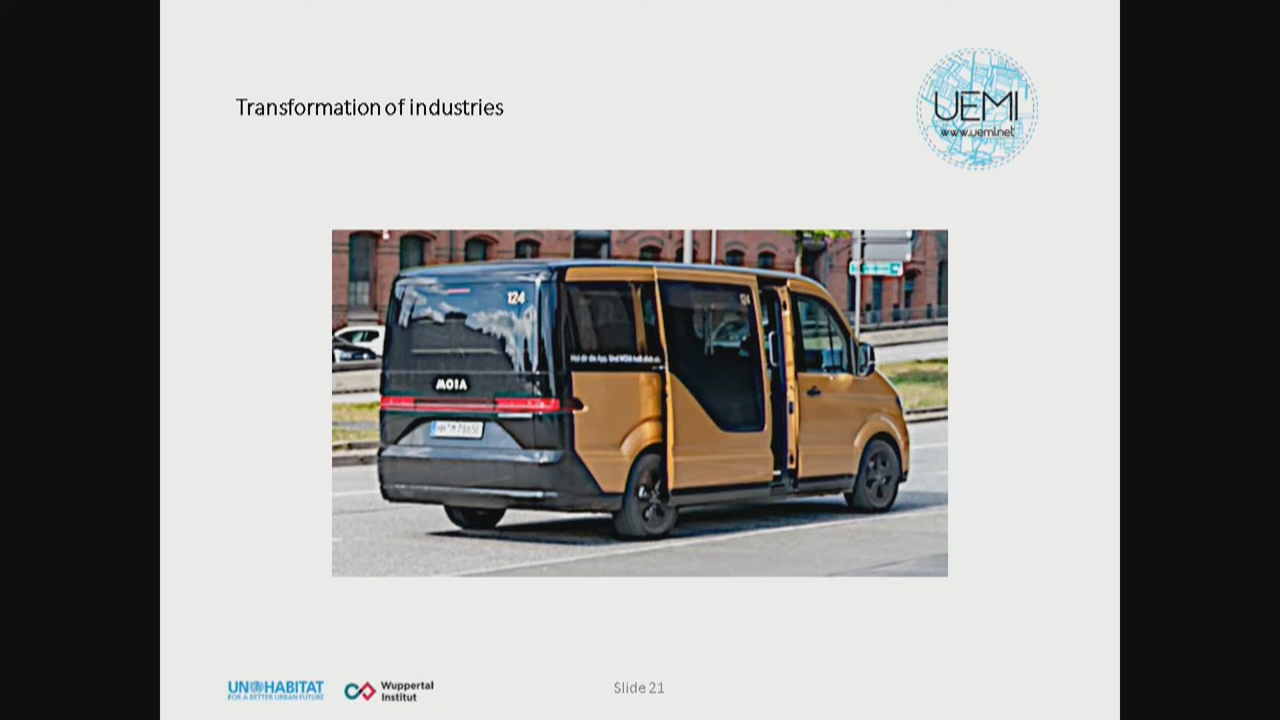 Transformation of industries
UEMI
www.uemi.net
124
124
MOIA
UN HABITAT
FOR A BETTER URBAN FUTURE
Wuppertal
Institut
Slide 21